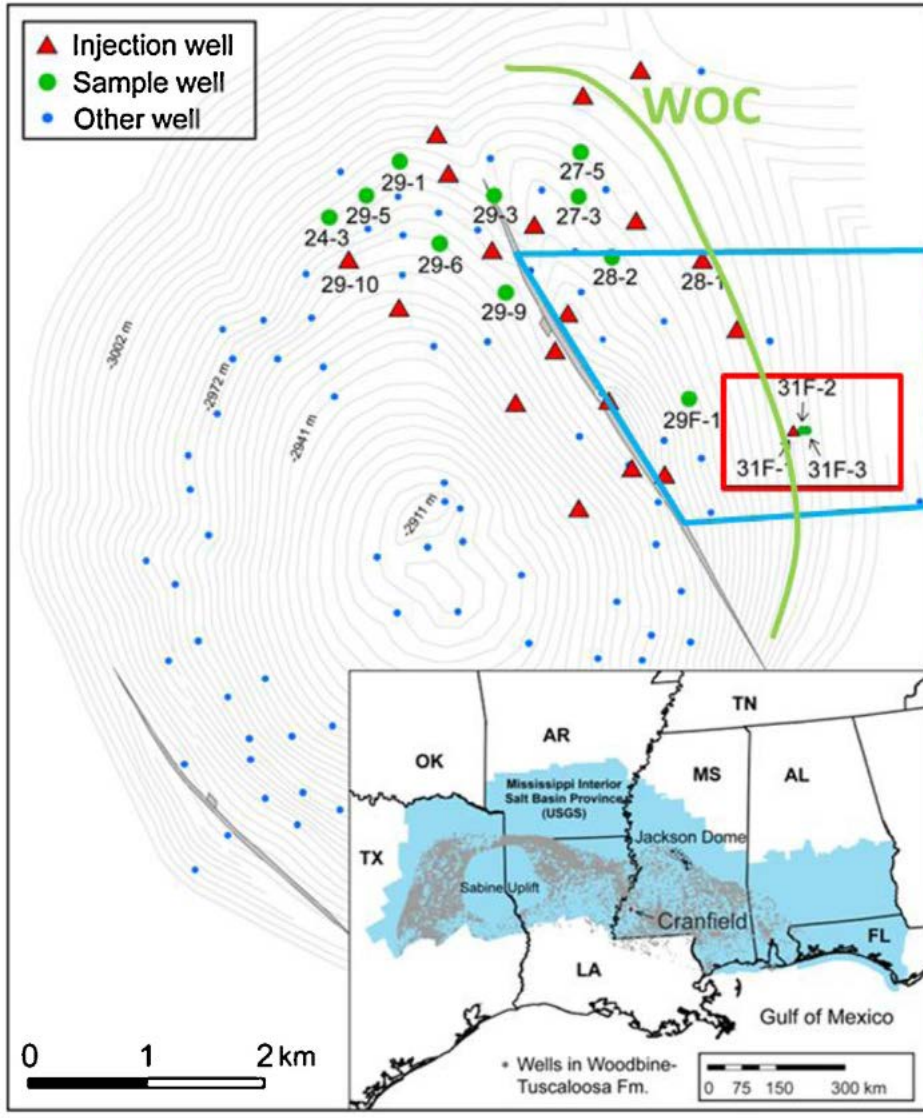 Injection well
Sample well
Other well
WOC
27-5
29-1
29-5
29-3
27-3
24-3
29-6
28-2
29-10
28-1
29-9
-3002 m
-2972 m
-2941 m
-2911 m
31F-2
29F-1
31F-1
31F-3
TN
AR
OK
MS
AL
Mississippi Interior
Salt Basin Province
(USGS)
Jackson Dome
TX
Sabine Uplift
Cranfield
FL
LA
Gulf of Mexico
Wells in Woodbine-
Tuscaloosa Fm.
0 75 150 300 km
0 1 2 km